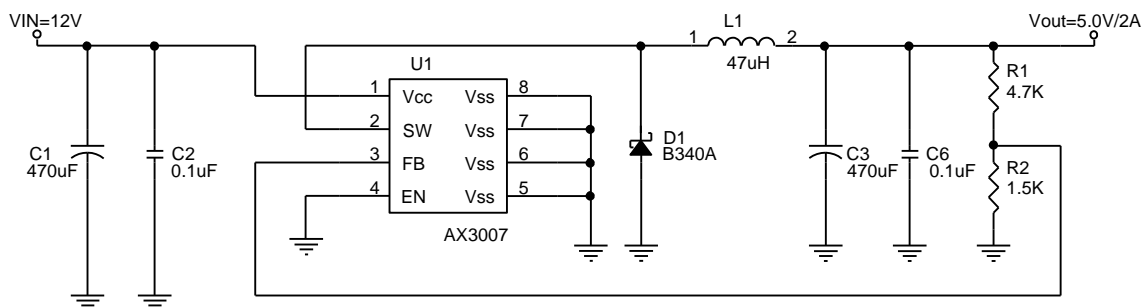 VIN=12V
L1
Vout=5.0V/2A
1
2
47uH
U1
1
Vcc
Vss
8
2
SW
Vss
7
3
FB
Vss
6
4
EN
Vss
5
AX3007
C1
470uF
C2
0.1uF
D1
B340A
C3
470uF
C6
0.1uF
R1
4.7K
R2
1.5K